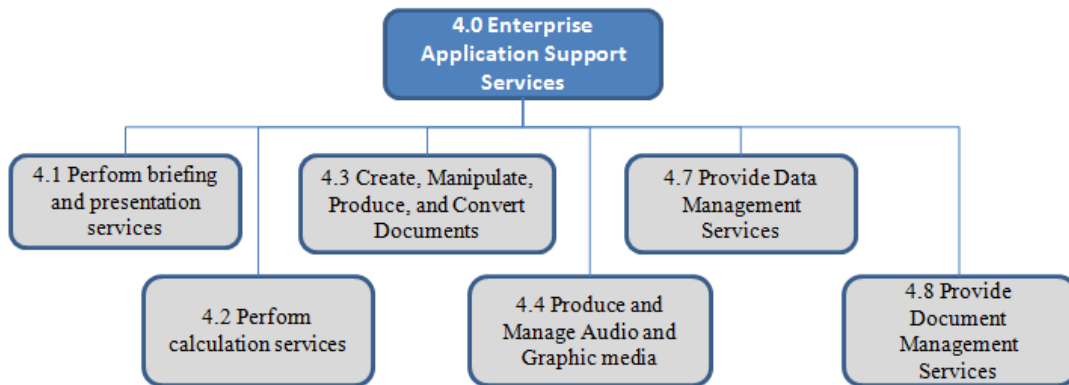 4.0 Enterprise
Application Support
Services
4.1 Perform briefing
and presentation
services
4.3 Create, Manipulate,
Produce, and Convert
Documents
4.7 Provide Data
Management
Services
4.2 Perform
calculation services
4.4 Produce and
Manage Audio and
Graphic media
4.8 Provide
Document
Management
Services